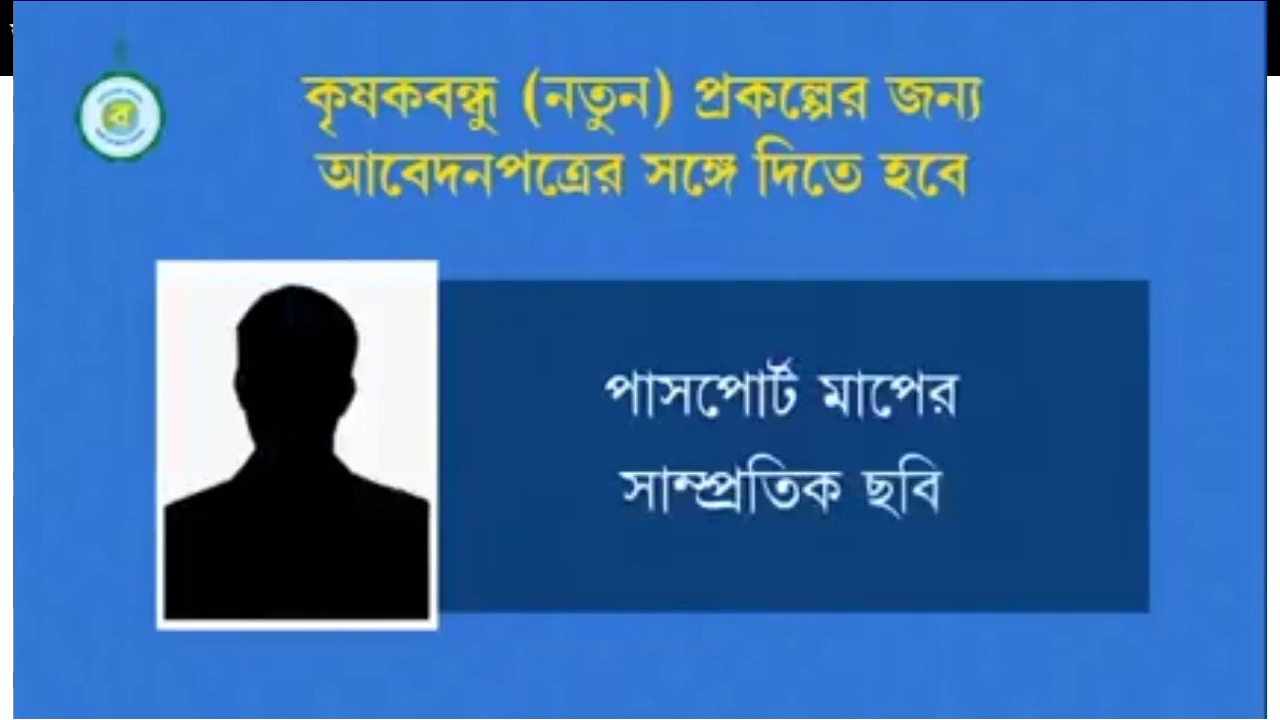 কৃষকবন্ধু (নতুন) প্রকল্পের জন্য
আবেদনপত্রের সঙ্গে দিতে হবে
ব
পাসপোর্ট মাপের
সাম্প্রতিক ছবি